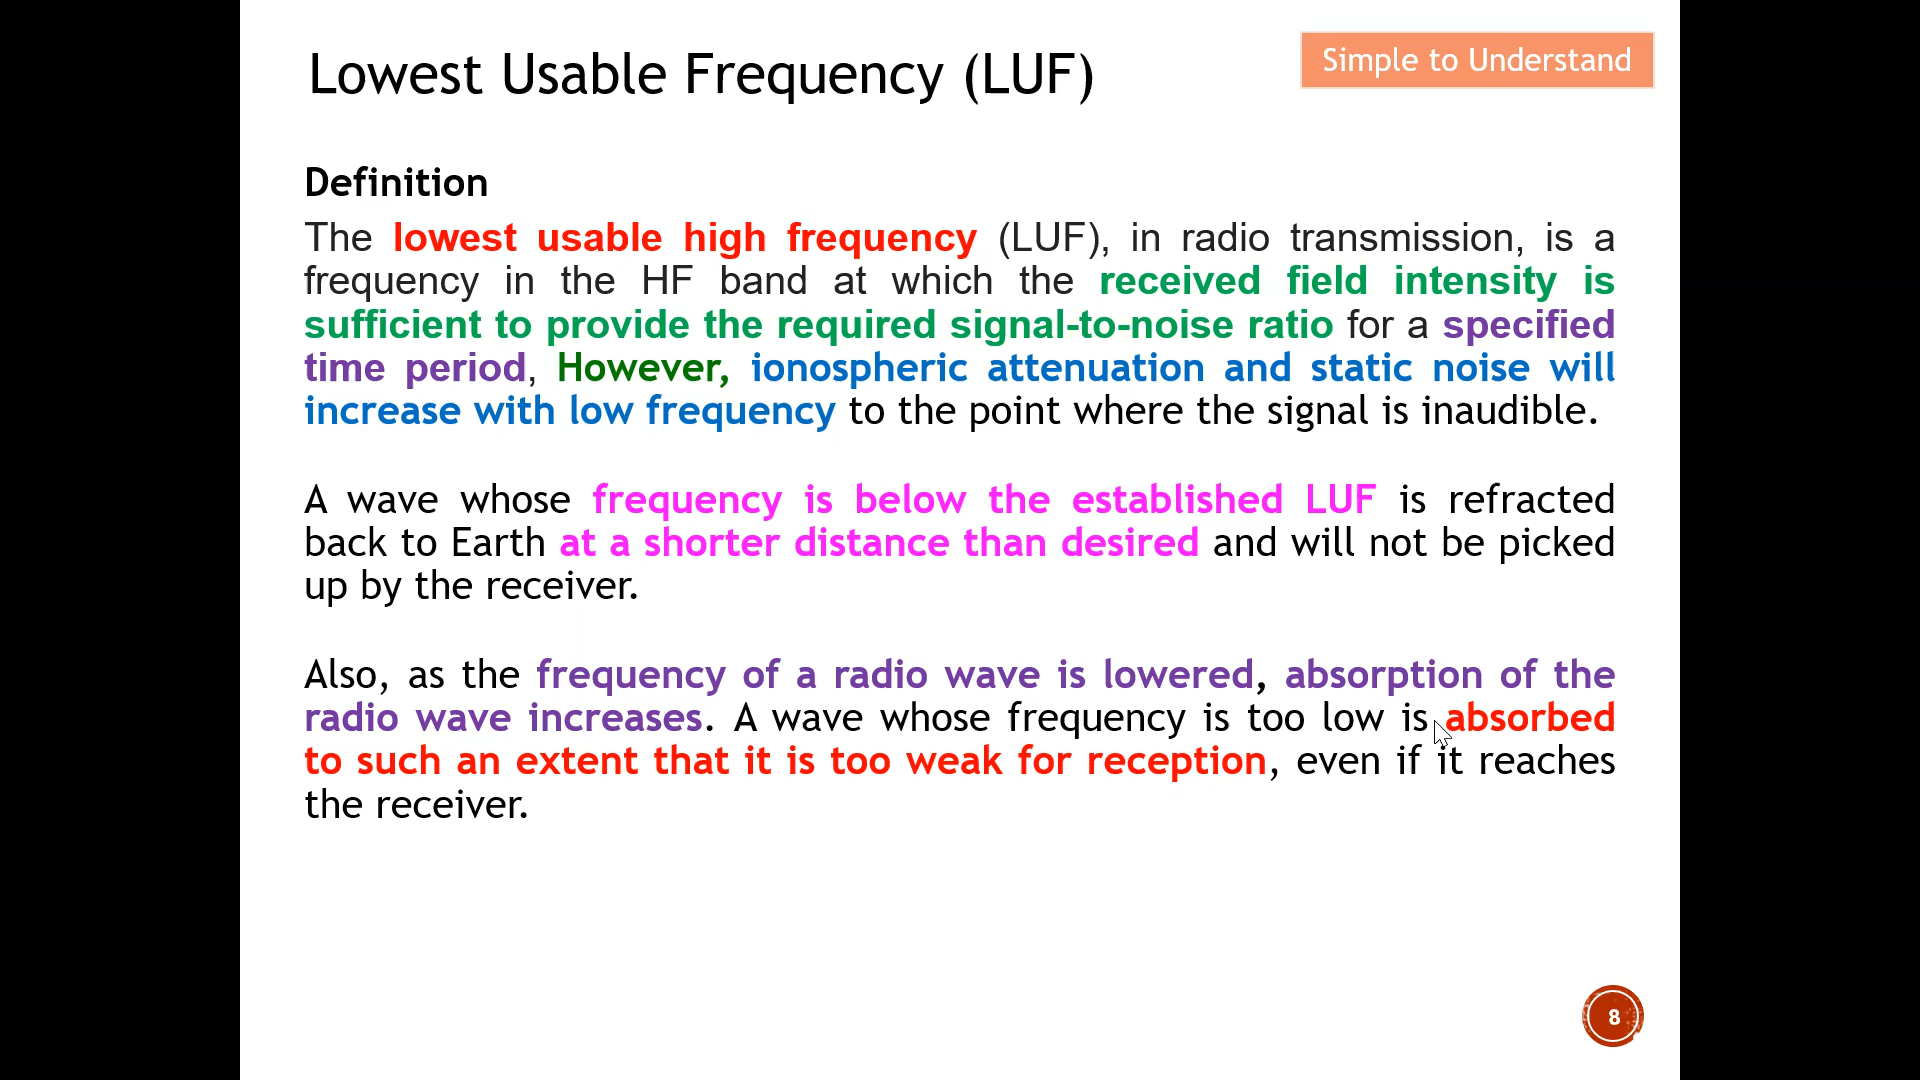 Lowest Usable Frequency (LUF)
Simple to Understand
Definition
The lowest usable high frequency (LUF), in radio transmission, is a
frequency in the HF band at which the received field intensity is
sufficient to provide the required signal-to-noise ratio for a specified
time period, However, ionospheric attenuation and static noise will
increase with low frequency to the point where the signal is inaudible.
A wave whose frequency is below the established LUF is refracted
back to Earth at a shorter distance than desired and will not be picked
up by the receiver.
Also, as the frequency of a radio wave is lowered, absorption of the
radio wave increases. A wave whose frequency is too low is absorbed
to such an extent that it is too weak for reception, even if it reaches
the receiver.
8